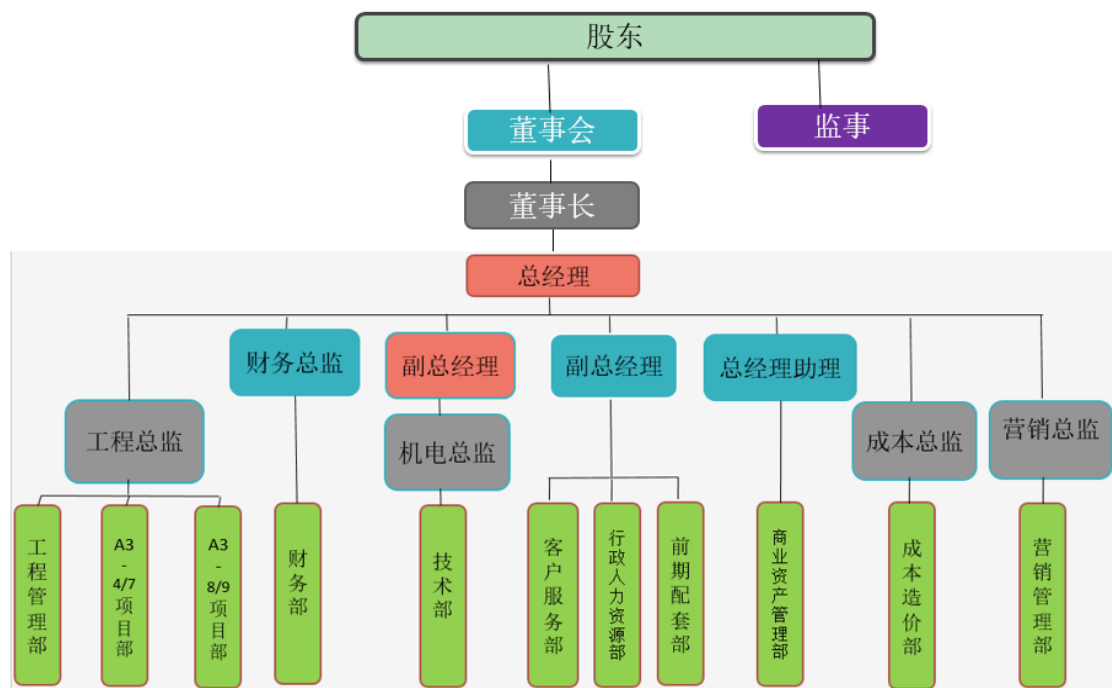 股东
董事会
监事
董事长
总经理
财务总监
副总经理
副总经理
总经理助理
工程总监
机电总监
成本总监
营销总监
工程管理部
A3-4/7项目部
A3-8/9项目部
财务部
技术部
客户服务部
行政人力资源部
前期配套部
商业资产管理部
成本造价部
营销管理部